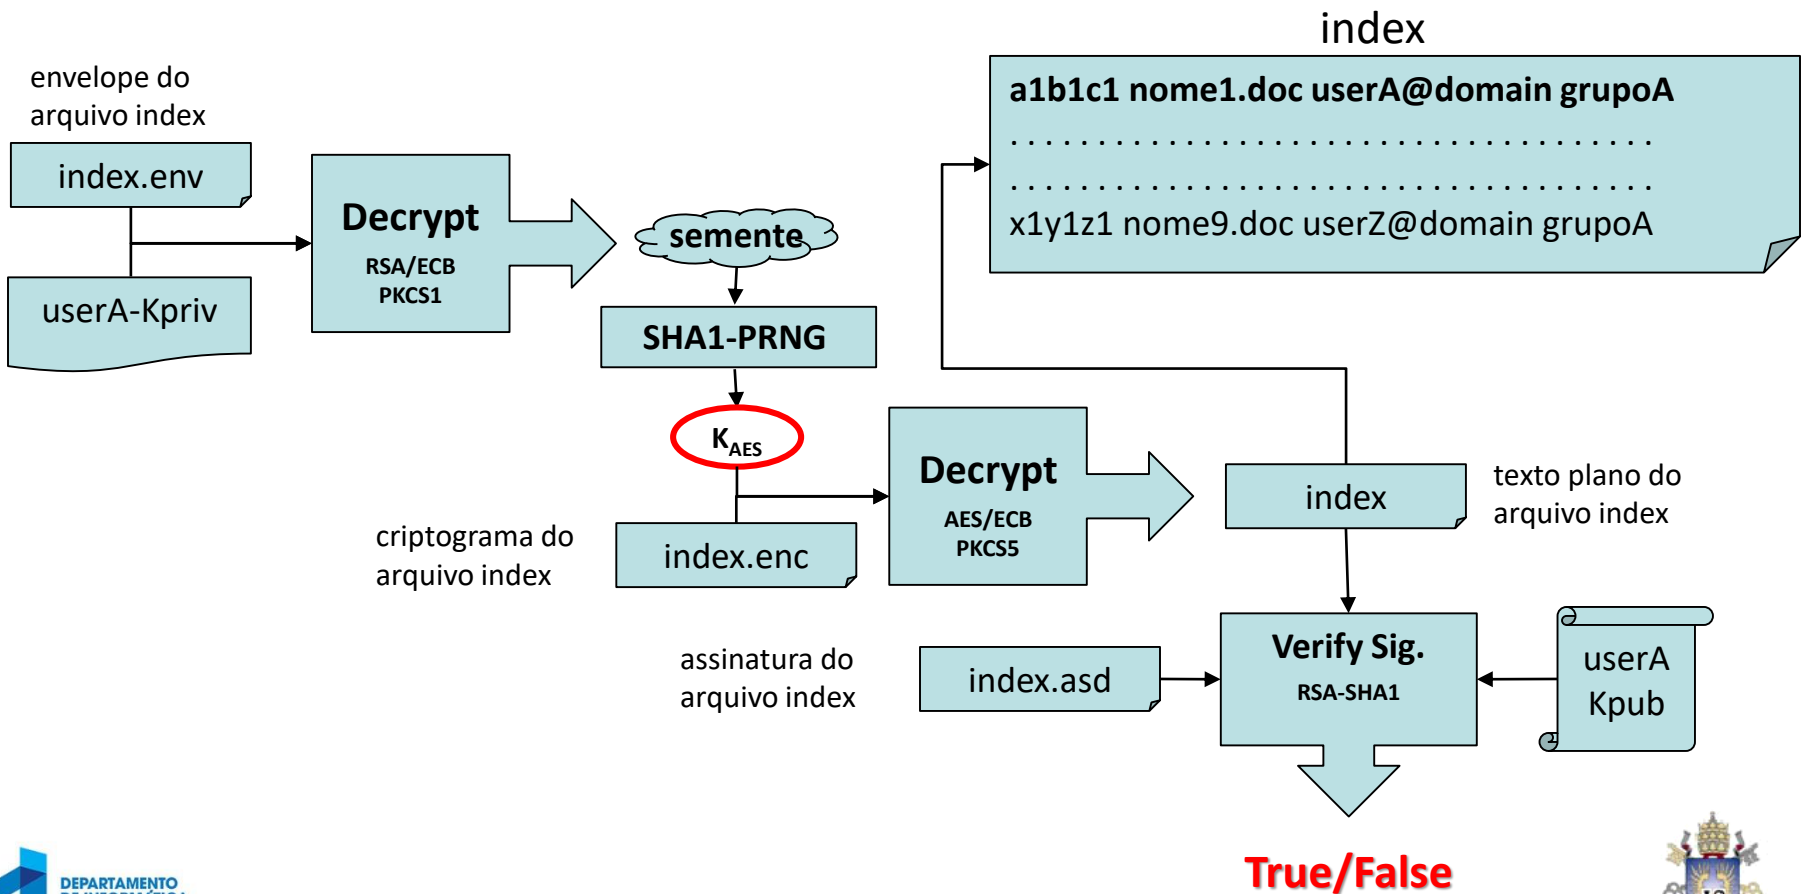 index
envelope do
arquivo index
a1b1c1 nome1.doc userA@domain grupoA
. . . . . . . . . . . . . . . . . . . . . . . . . . . . . . . . . . . . .
. . . . . . . . . . . . . . . . . . . . . . . . . . . . . . . . . . . . .
x1y1z1 nome9.doc userZ@domain grupoA
index.env
userA-Kpriv
Decrypt
RSA/ECB
PKCS1
semente
SHA1-PRNG
KAES
criptograma do
arquivo index
index.enc
Decrypt
AES/ECB
PKCS5
index
texto plano do
arquivo index
assinatura do
arquivo index
index.asd
Verify Sig.
RSA-SHA1
userA
Kpub
True/False
DEPARTAMENTO